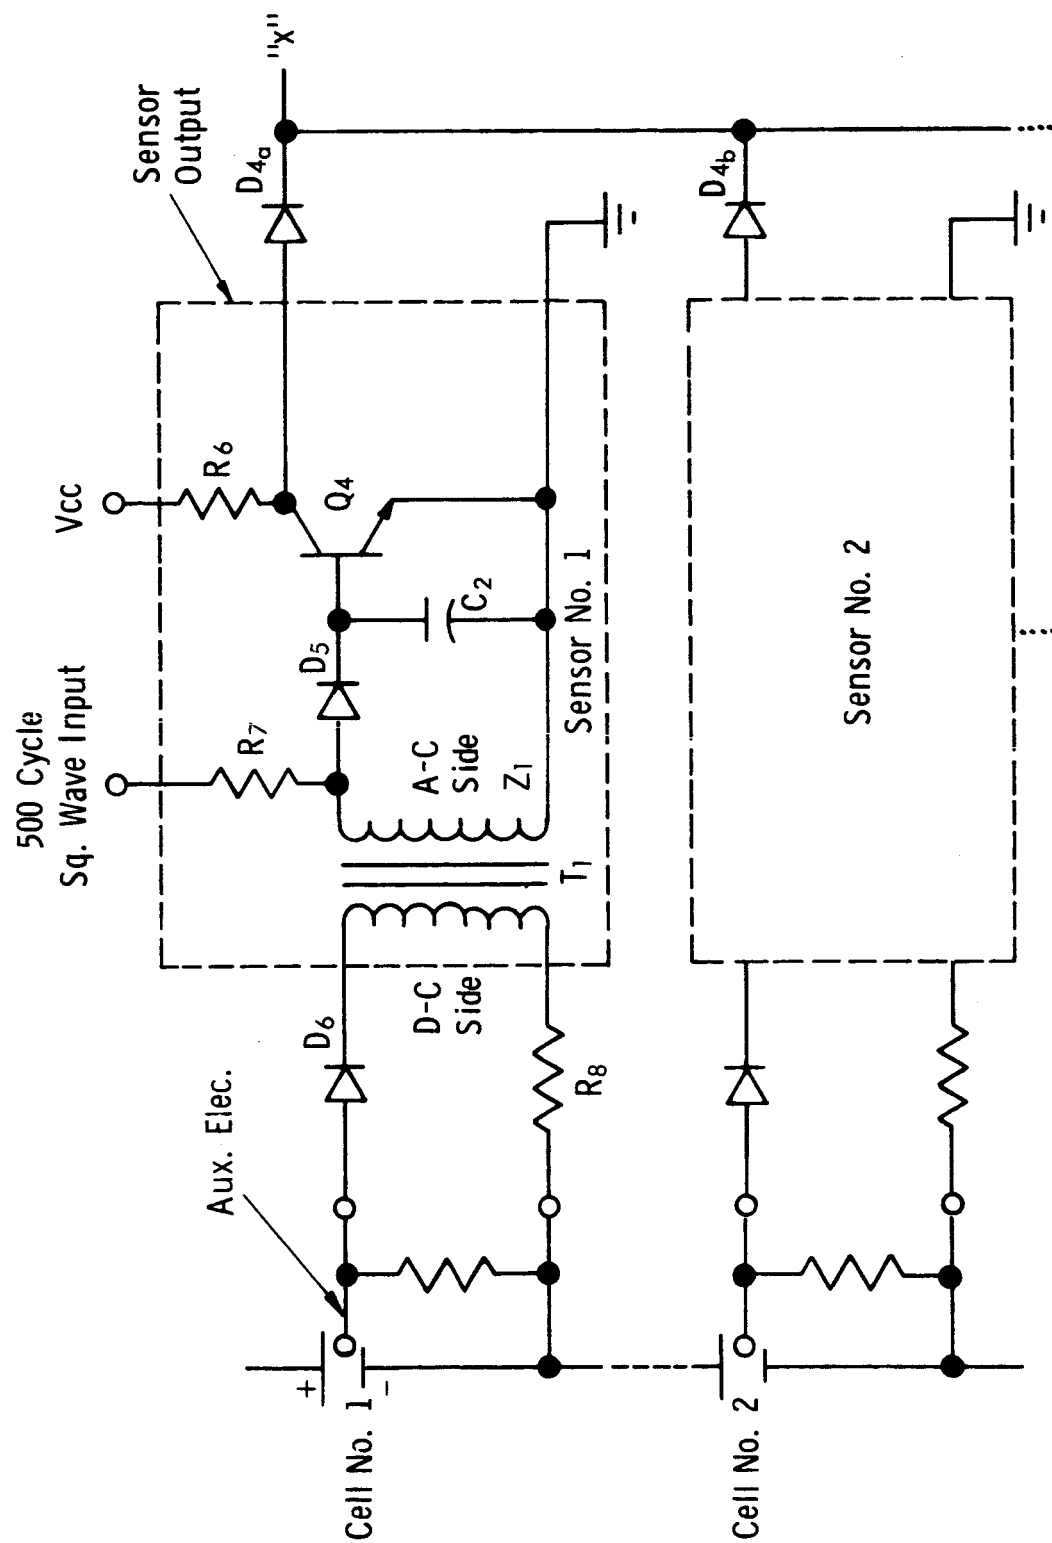 500 Cycle
Sq. Wave Input
Vcc
"X"
Sensor
Output
R7
R6
D4a
D5
Q4
C2
A-C
Side
Z1
T1
Sensor No. 1
Aux. Elec.
D6
D-C
Side
R8
+
-
Cell No. 1
D4b
Sensor No. 2
Cell No. 2